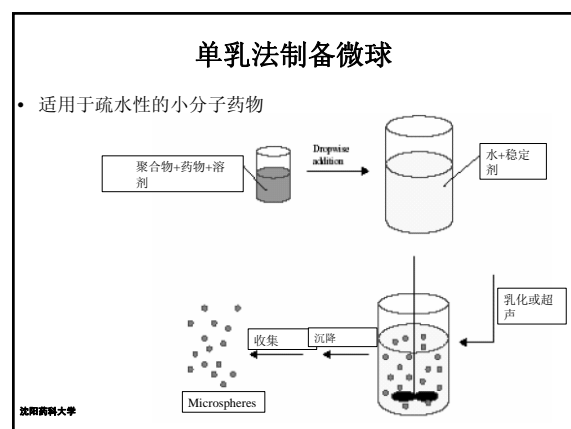 单乳法制备微球
• 适用于疏水性的小分子药物
Dropwise
addition
聚合物+药物+溶
剂
水+稳定
剂
乳化或超
声
收集
沉降
Microspheres
沈阳药科大学